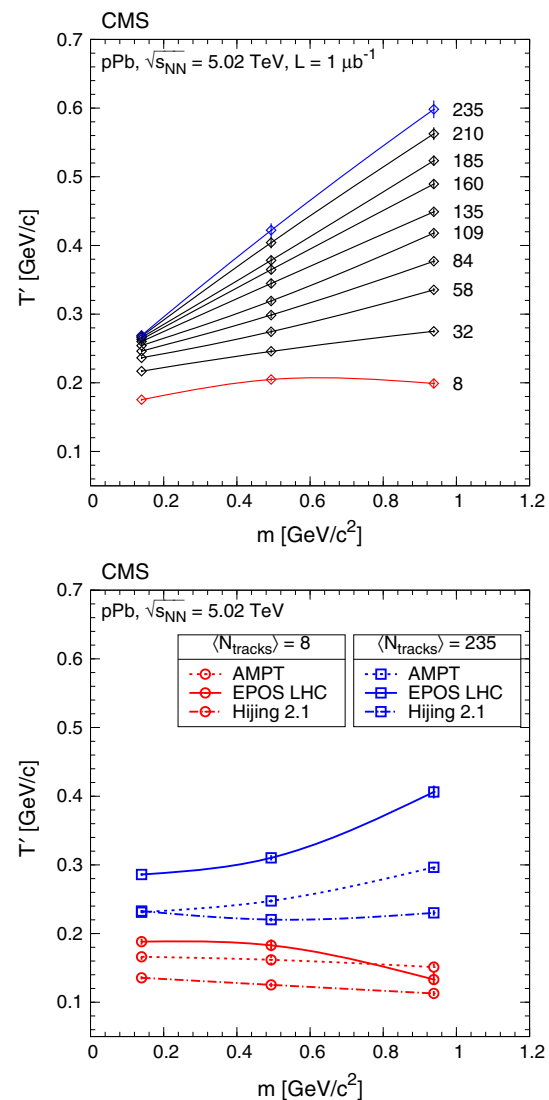 CMS
pPb, √sNN = 5.02 TeV, L = 1 μb-1
0.7
0.6
0.5
0.4
0.3
0.2
0.1
T′ [GeV/c]
235
210
185
160
135
109
84
58
32
8
0 0.2 0.4 0.6 0.8 1 1.2
m [GeV/c2]
CMS
pPb, √sNN = 5.02 TeV
⟨Ntracks⟩ = 8 ⟨Ntracks⟩ = 235
AMPT AMPT
EPOS LHC EPOS LHC
Hijing 2.1 Hijing 2.1
0.7
0.6
0.5
0.4
0.3
0.2
0.1
T′ [GeV/c]
0 0.2 0.4 0.6 0.8 1 1.2
m [GeV/c2]